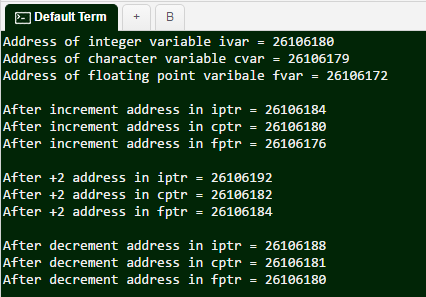 Default Term + B
Address of integer variable ivar = 26106180
Address of character variable cvar = 26106179
Address of floating point varibale fvar = 26106172
After increment address in iptr = 26106184
After increment address in cptr = 26106180
After increment address in fptr = 26106176
After +2 address in iptr = 26106192
After +2 address in cptr = 26106182
After +2 address in fptr = 26106184
After decrement address in iptr = 26106188
After decrement address in cptr = 26106181
After decrement address in fptr = 26106180